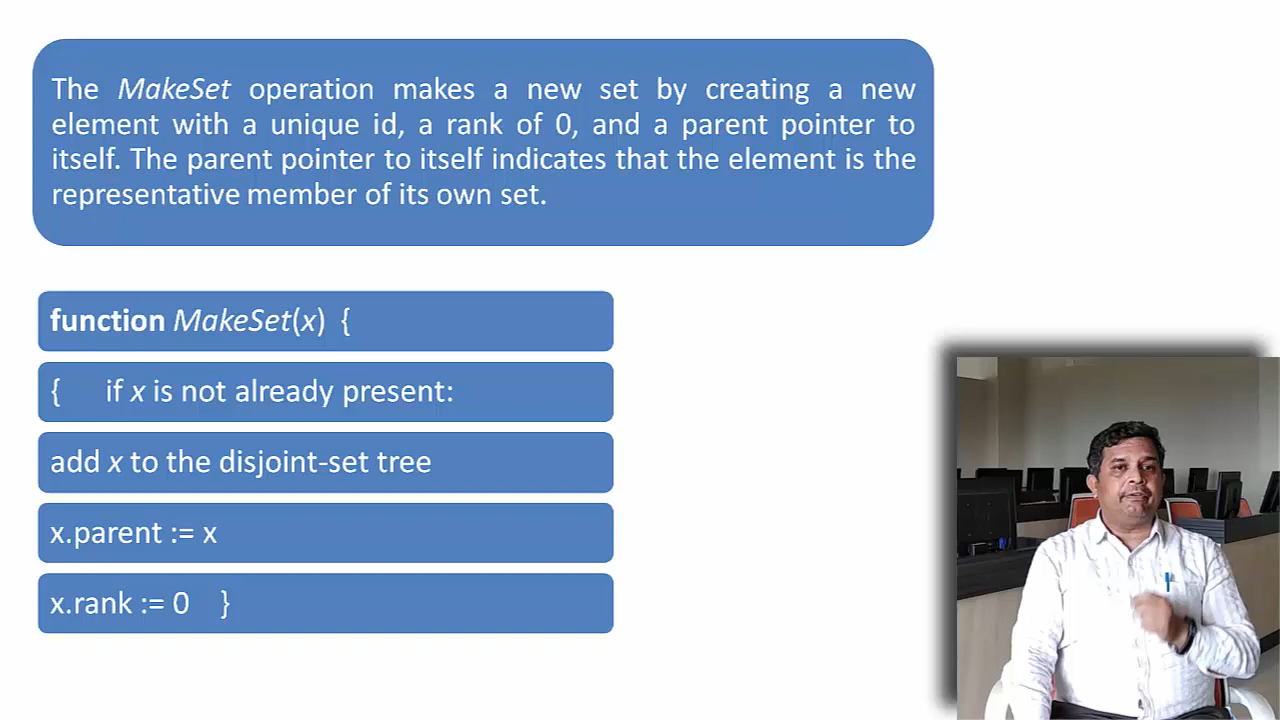 The MakeSet operation makes a new set by creating a new
element with a unique id, a rank of 0, and a parent pointer to
itself. The parent pointer to itself indicates that the element is the
representative member of its own set.
function MakeSet(x) {
{ if x is not already present:
add x to the disjoint-set tree
x.parent := x
x.rank := 0 }